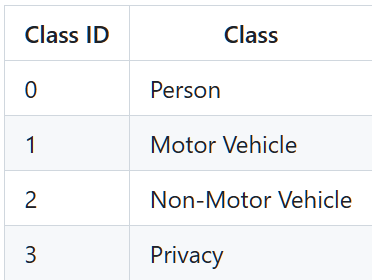 Class ID Class
0 Person
1 Motor Vehicle
2 Non-Motor Vehicle
3 Privacy